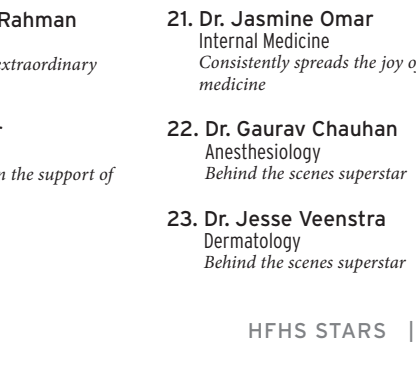 Rahman
extraordinary
n the support of
21. Dr. Jasmine Omar
Internal Medicine
Consistently spreads the joy of
medicine
22. Dr. Gaurav Chauhan
Anesthesiology
Behind the scenes superstar
23. Dr. Jesse Veenstra
Dermatology
Behind the scenes superstar
HFHS STARS |